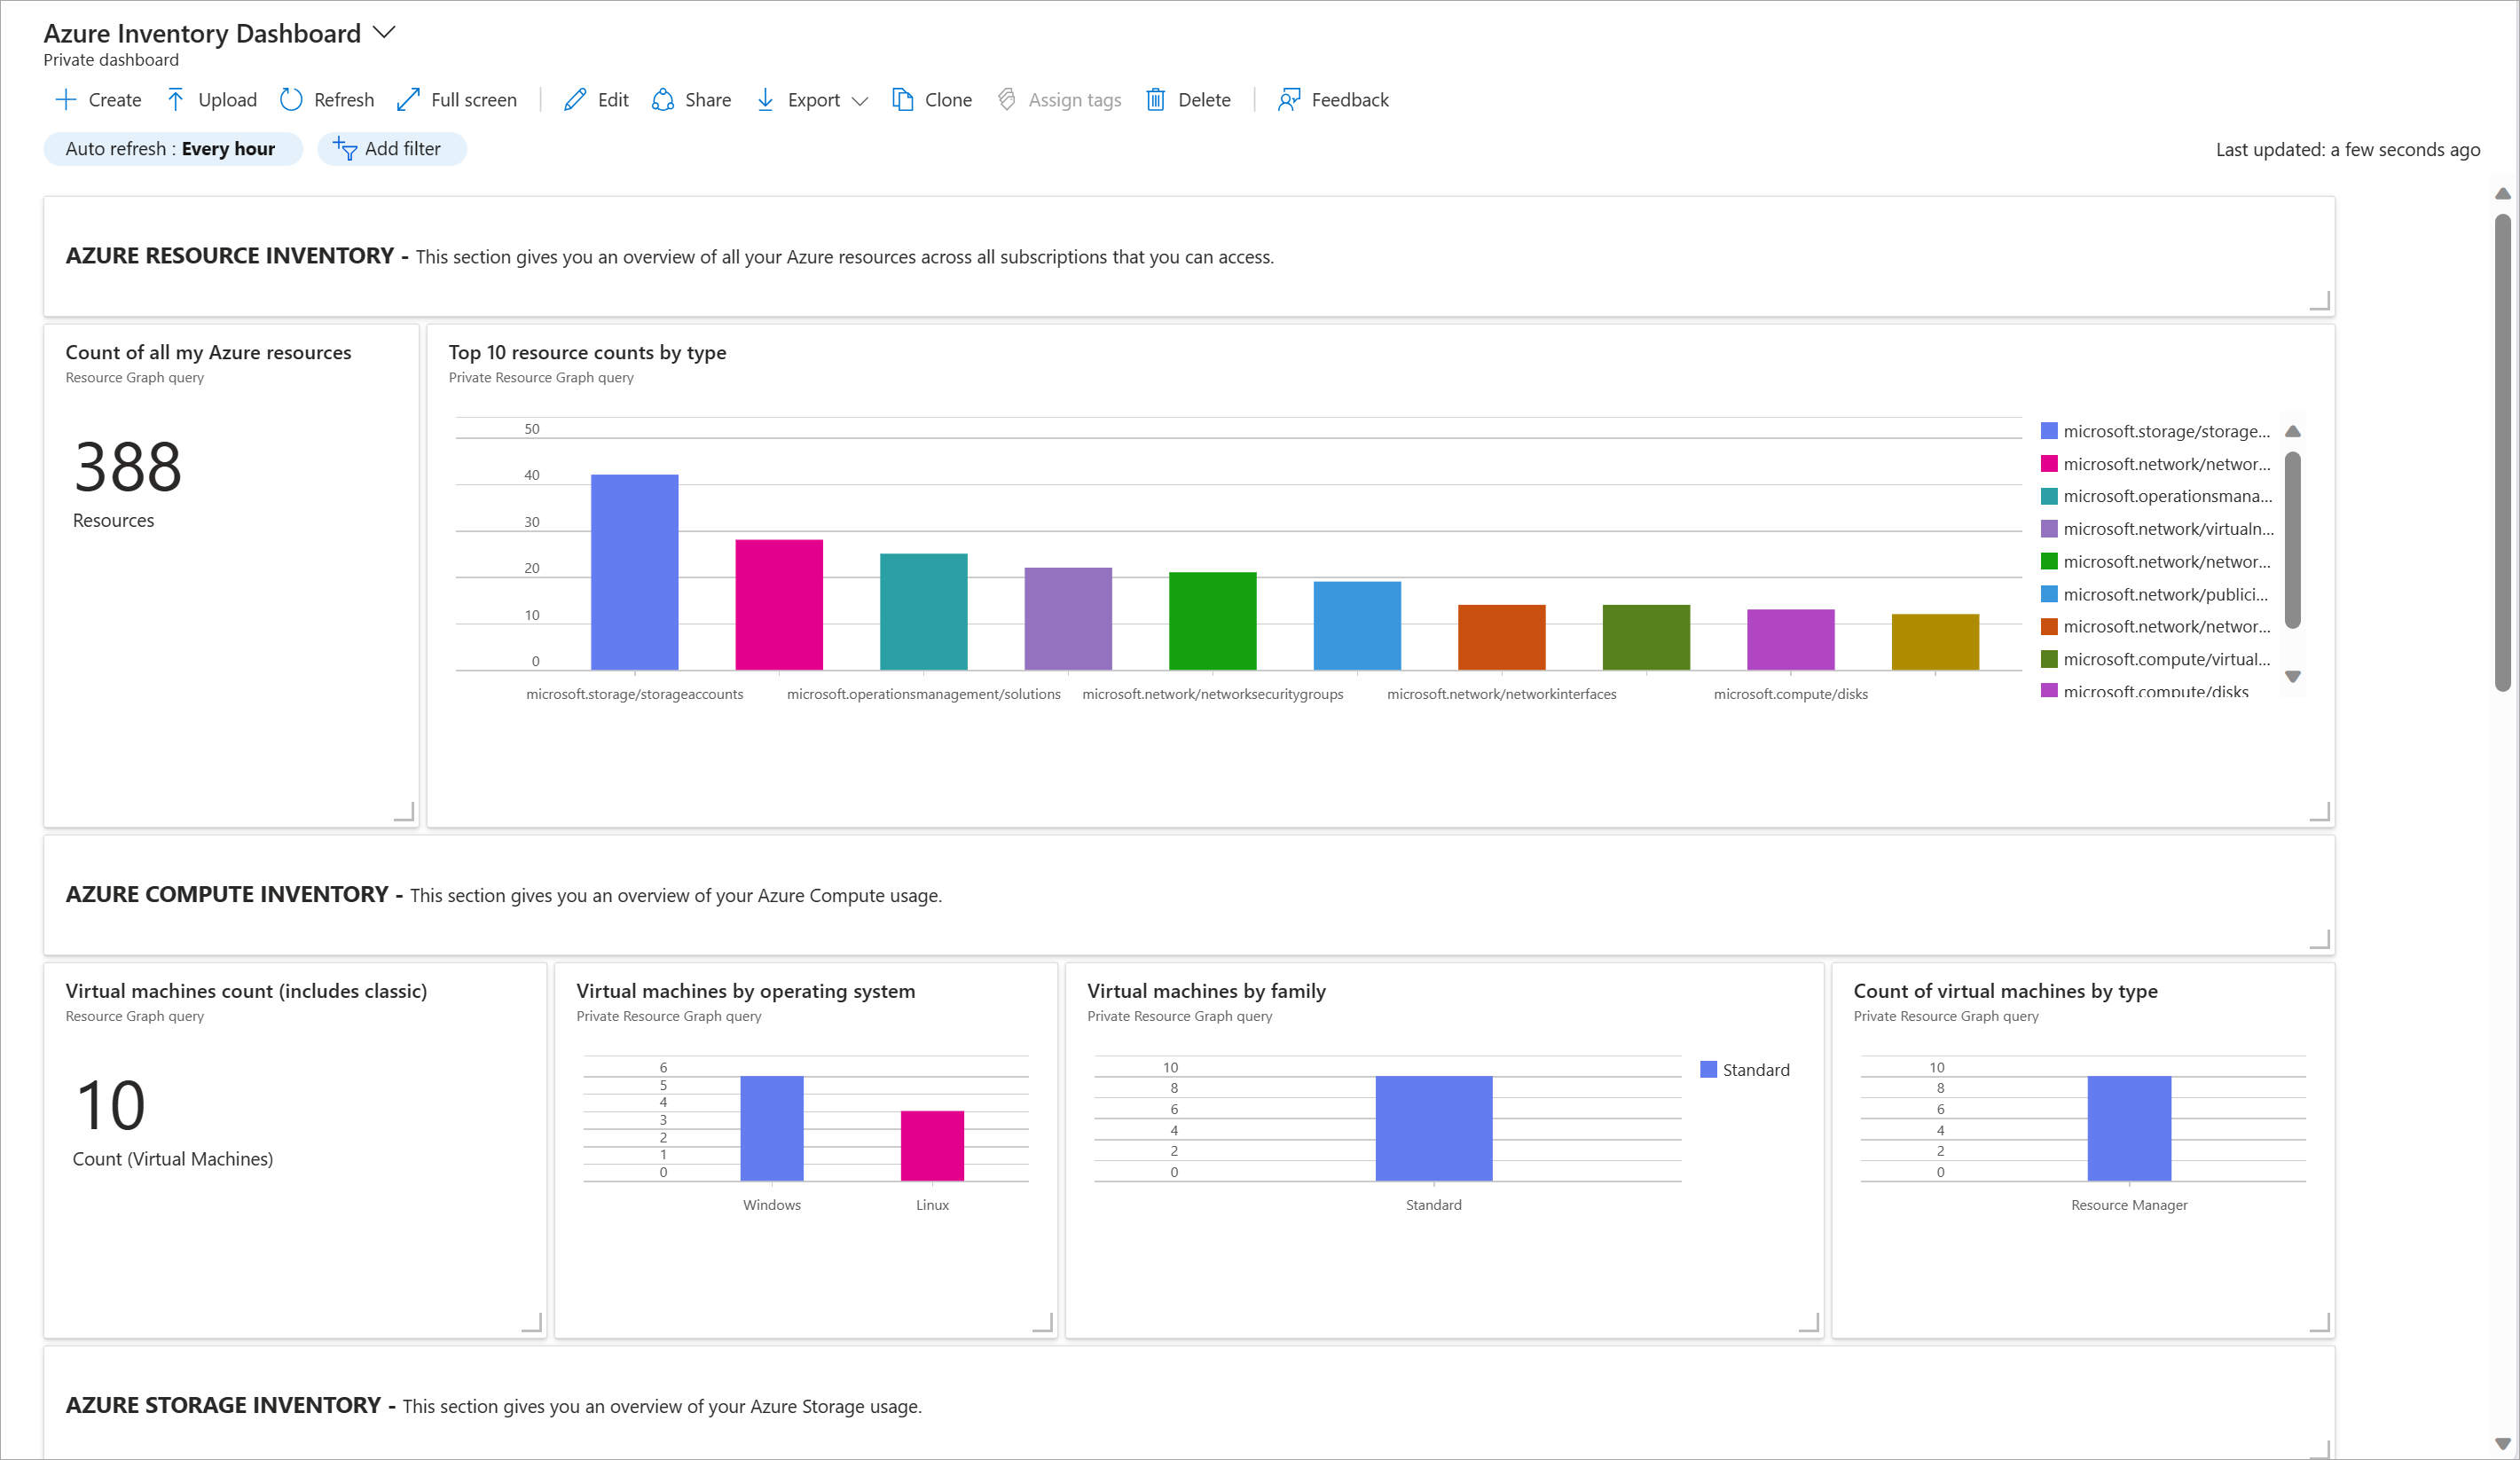 Azure Inventory Dashboard
Private dashboard
Create Upload Refresh Full screen Edit Share Export Clone Assign tags Delete Feedback
Auto refresh : Every hour Add filter Last updated: a few seconds ago
AZURE RESOURCE INVENTORY - This section gives you an overview of all your Azure resources across all subscriptions that you can access.
Count of all my Azure resources
Resource Graph query
388
Resources
Top 10 resource counts by type
Private Resource Graph query
50
40
30
20
10
0
microsoft.storage/storageaccounts microsoft.operationsmanagement/solutions microsoft.network/networksecuritygroups microsoft.network/networkinterfaces microsoft.compute/disks
microsoft.storage/storage...
microsoft.network/networ...
microsoft.operationsmana...
microsoft.network/virtualn...
microsoft.network/networ...
microsoft.network/publici...
microsoft.network/networ...
microsoft.compute/virtual...
microsoft.compute/disks
AZURE COMPUTE INVENTORY - This section gives you an overview of your Azure Compute usage.
Virtual machines count (includes classic)
Resource Graph query
10
Count (Virtual Machines)
Virtual machines by operating system
Private Resource Graph query
6
5
4
3
2
1
0
Windows Linux
Virtual machines by family
Private Resource Graph query
10
8
6
4
2
0
Standard
Standard
Count of virtual machines by type
Private Resource Graph query
10
8
6
4
2
0
Resource Manager
AZURE STORAGE INVENTORY - This section gives you an overview of your Azure Storage usage.